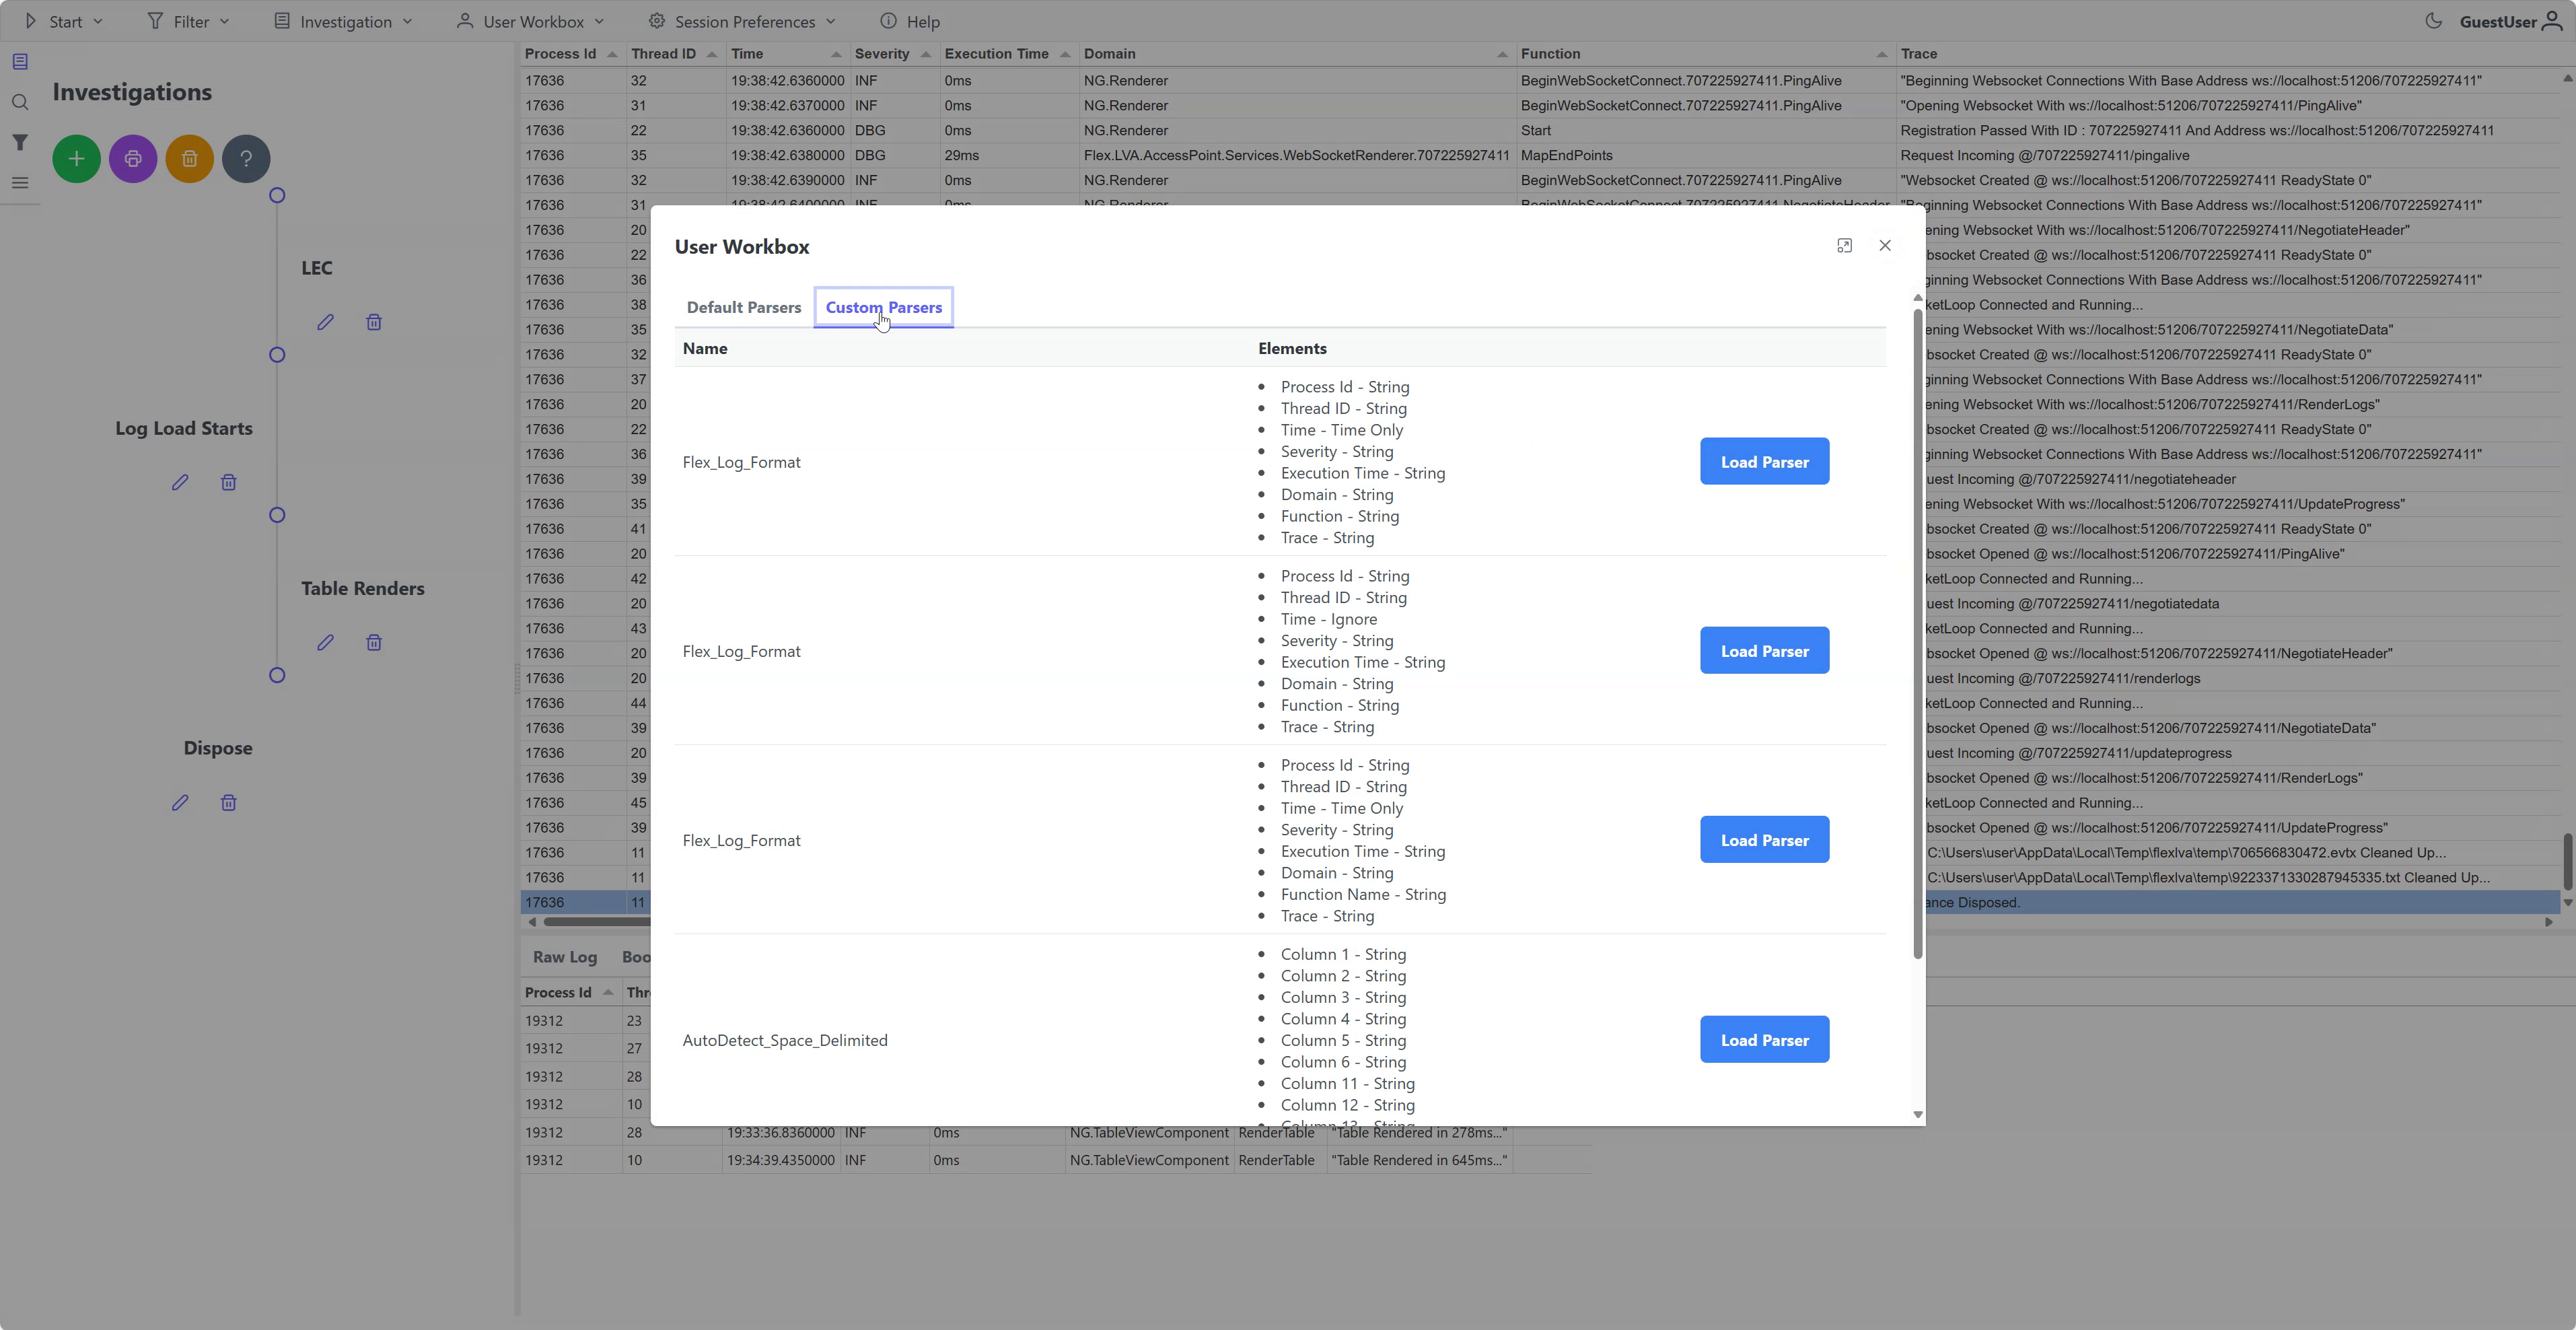 Start Filter Investigation User Workbox Session Preferences Help GuestUser
Investigations
LEC
Log Load Starts
Table Renders
Dispose
Process Id Thread ID Time Severity Execution Time Domain Function Trace
17636 32 19:38:42.6360000 INF 0ms NG.Renderer BeginWebSocketConnect.707225927411.PingAlive "Beginning Websocket Connections With Base Address ws://localhost:51206/707225927411"
17636 31 19:38:42.6370000 INF 0ms NG.Renderer BeginWebSocketConnect.707225927411.PingAlive "Opening Websocket With ws://localhost:51206/707225927411/PingAlive"
17636 22 19:38:42.6360000 DBG 0ms NG.Renderer Start Registration Passed With ID : 707225927411 And Address ws://localhost:51206/707225927411
17636 35 19:38:42.6380000 DBG 29ms Flex.LVA.AccessPoint.Services.WebSocketRenderer.707225927411 MapEndPoints Request Incoming @/707225927411/pingalive
17636 32 19:38:42.6390000 INF 0ms NG.Renderer BeginWebSocketConnect.707225927411.PingAlive "Websocket Created @ ws://localhost:51206/707225927411 ReadyState 0"
17636 31 19:38:42.6400000 INF 0ms NG.Renderer BeginWebSocketConnect.707225927411.NegotiateHeader "Beginning Websocket Connections With Base Address ws://localhost:51206/707225927411"
17636 20 ening Websocket With ws://localhost:51206/707225927411/NegotiateHeader"
17636 22 bsocket Created @ ws://localhost:51206/707225927411 ReadyState 0"
17636 36 ginning Websocket Connections With Base Address ws://localhost:51206/707225927411"
17636 38 ketLoop Connected and Running...
17636 35 ening Websocket With ws://localhost:51206/707225927411/NegotiateData"
17636 32 bsocket Created @ ws://localhost:51206/707225927411 ReadyState 0"
17636 37 ginning Websocket Connections With Base Address ws://localhost:51206/707225927411"
17636 20 ening Websocket With ws://localhost:51206/707225927411/RenderLogs"
17636 22 bsocket Created @ ws://localhost:51206/707225927411 ReadyState 0"
17636 36 ginning Websocket Connections With Base Address ws://localhost:51206/707225927411"
17636 39 uest Incoming @/707225927411/negotiateheader
17636 35 ening Websocket With ws://localhost:51206/707225927411/UpdateProgress"
17636 41 bsocket Created @ ws://localhost:51206/707225927411 ReadyState 0"
17636 20 bsocket Opened @ ws://localhost:51206/707225927411/PingAlive"
17636 42 ketLoop Connected and Running...
17636 20 uest Incoming @/707225927411/negotiatedata
17636 43 ketLoop Connected and Running...
17636 20 bsocket Opened @ ws://localhost:51206/707225927411/NegotiateHeader"
17636 20 uest Incoming @/707225927411/renderlogs
17636 44 ketLoop Connected and Running...
17636 39 bsocket Opened @ ws://localhost:51206/707225927411/NegotiateData"
17636 20 uest Incoming @/707225927411/updateprogress
17636 39 bsocket Opened @ ws://localhost:51206/707225927411/RenderLogs"
17636 45 ketLoop Connected and Running...
17636 39 bsocket Opened @ ws://localhost:51206/707225927411/UpdateProgress"
17636 11 C:\Users\user\AppData\Local\Temp\flexlva\temp\706566830472.evtx Cleaned Up...
17636 11 C:\Users\user\AppData\Local\Temp\flexlva\temp\9223371330287945335.txt Cleaned Up...
17636 11 ance Disposed.
User Workbox
Default Parsers Custom Parsers
Name Elements
Flex_Log_Format
Process Id - String
Thread ID - String
Time - Time Only
Severity - String
Execution Time - String
Domain - String
Function - String
Trace - String
Load Parser
Flex_Log_Format
Process Id - String
Thread ID - String
Time - Ignore
Severity - String
Execution Time - String
Domain - String
Function - String
Trace - String
Load Parser
Flex_Log_Format
Process Id - String
Thread ID - String
Time - Time Only
Severity - String
Execution Time - String
Domain - String
Function Name - String
Trace - String
Load Parser
AutoDetect_Space_Delimited
Column 1 - String
Column 2 - String
Column 3 - String
Column 4 - String
Column 5 - String
Column 6 - String
Column 11 - String
Column 12 - String
Column 13 - String
Load Parser
Raw Log Boo
Process Id Thr
19312 23
19312 27
19312 28
19312 10
19312 28 19:33:36.8360000 INF 0ms NG.TableViewComponent RenderTable "Table Rendered in 278ms..."
19312 10 19:34:39.4350000 INF 0ms NG.TableViewComponent RenderTable "Table Rendered in 645ms..."